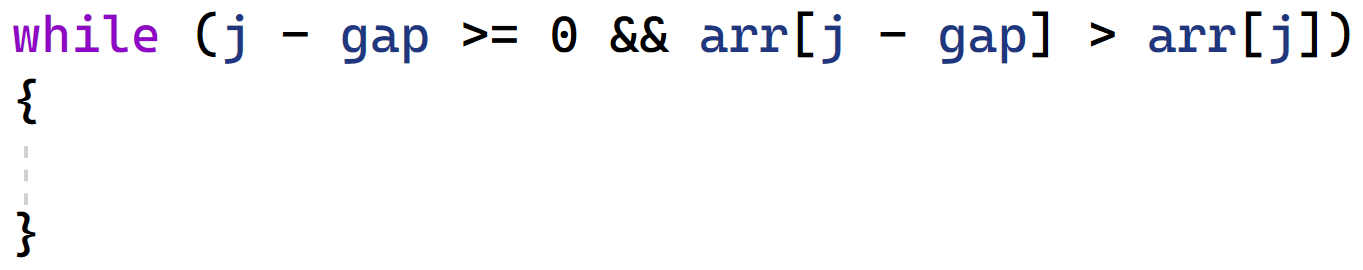 while (j - gap >= 0 && arr[j - gap] > arr[j])
{
}